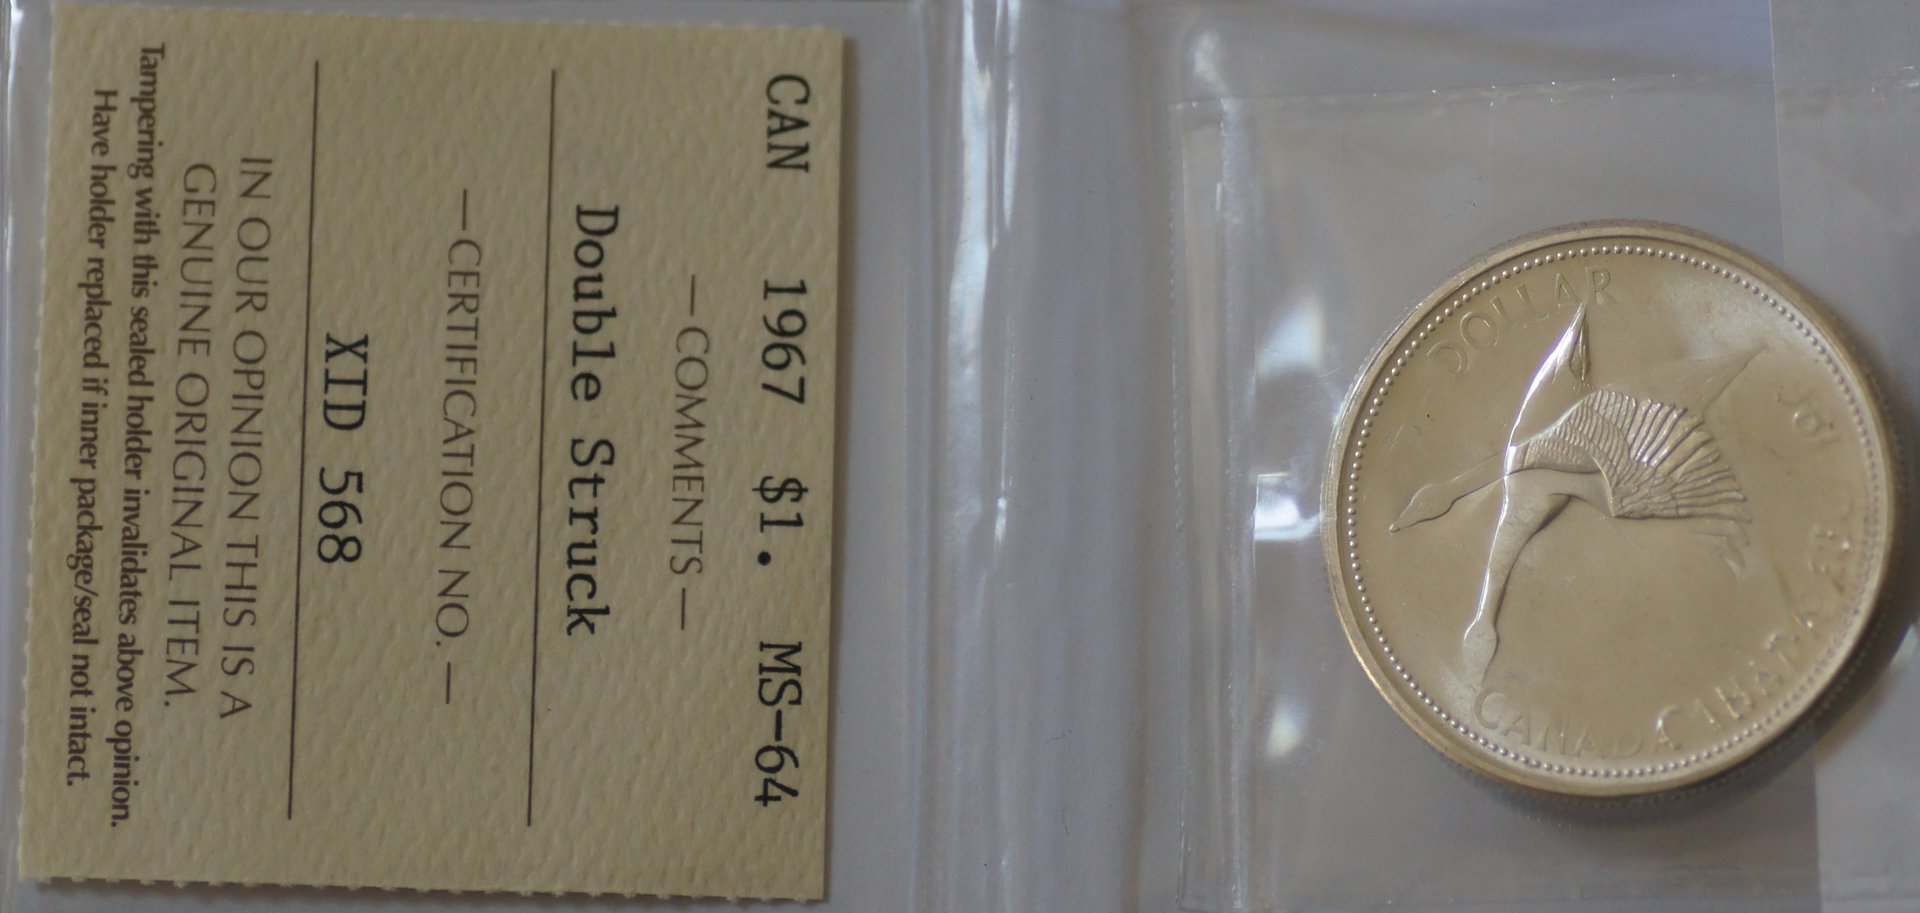 CAN 1967 $1. MS-64
—COMMENTS—
Double Struck
—CERTIFICATION NO.—
XID 568
IN OUR OPINION THIS IS A
GENUINE ORIGINAL ITEM.
Tampering with this sealed holder invalidates above opinion.
Have holder replaced if inner package/seal not intact.
DOLLAR
CANADA